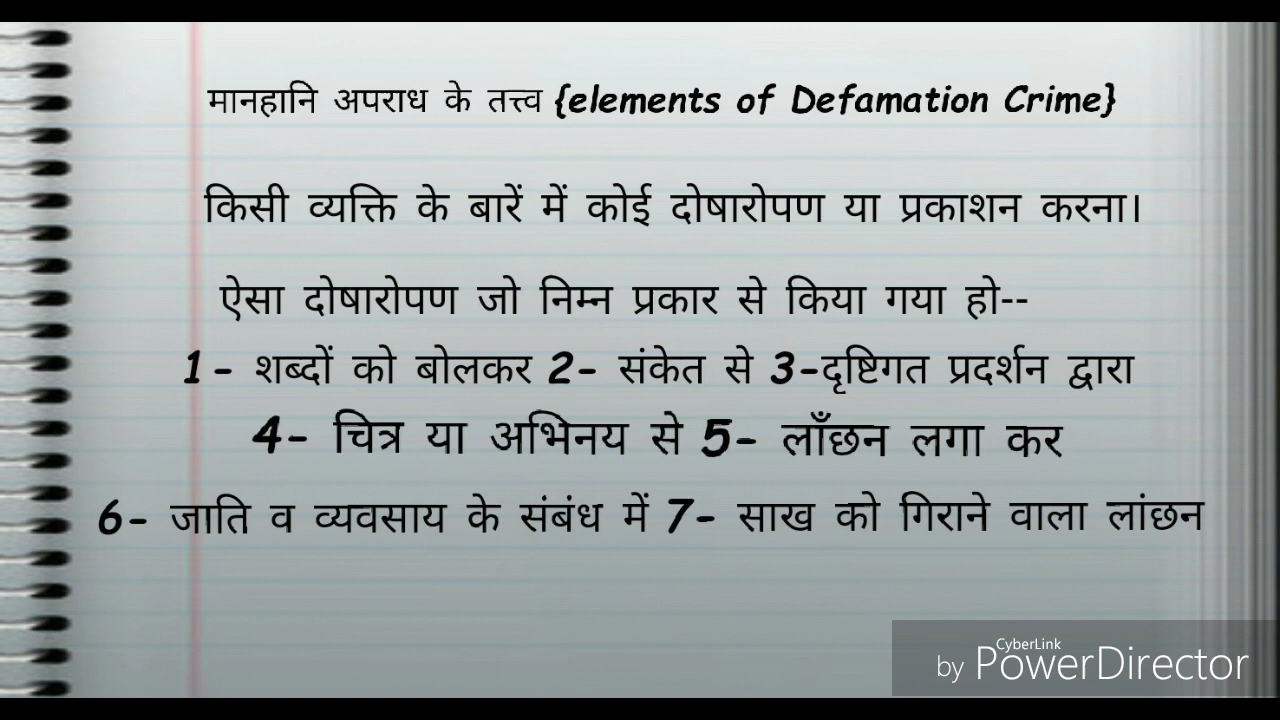 मानहानि अपराध के तत्त्व {elements of Defamation Crime}
किसी व्यक्ति के बारें में कोई दोषारोपण या प्रकाशन करना।
ऐसा दोषारोपण जो निम्न प्रकार से किया गया हो--
1- शब्दों को बोलकर 2- संकेत से 3-दृष्टिगत प्रदर्शन द्वारा
4- चित्र या अभिनय से 5- लाँछन लगा कर
6- जाति व व्यवसाय के संबंध में 7- साख को गिराने वाला लांछन
CyberLink
by PowerDirector